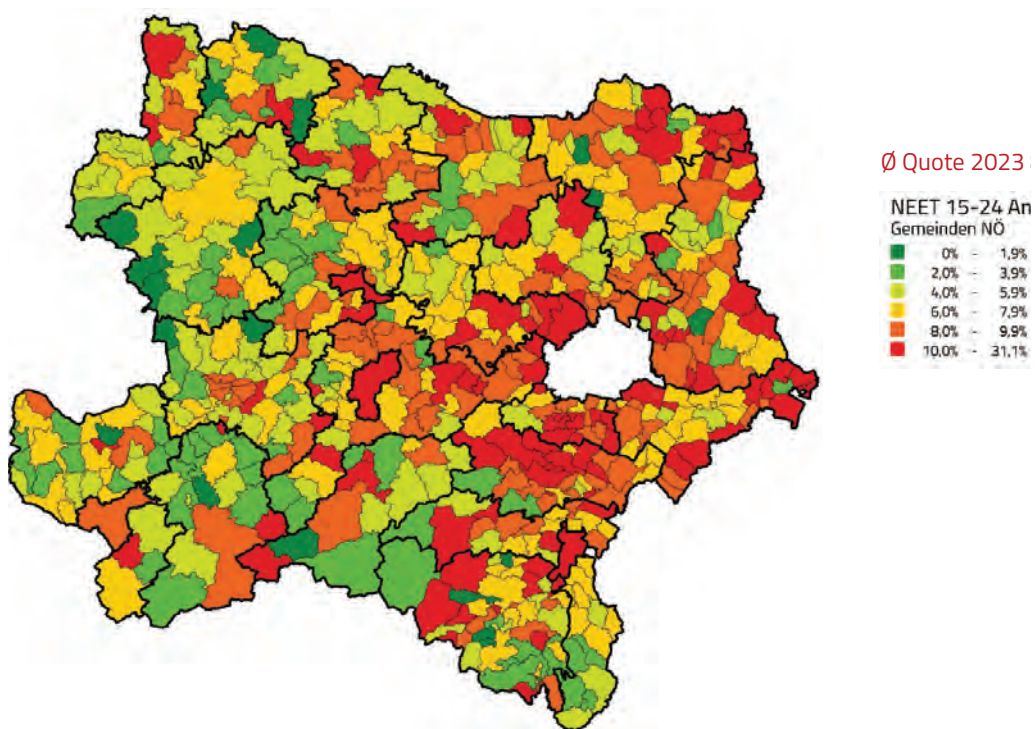 Ø Quote 2023
NEET 15-24 An
Gemeinden NÖ
0% - 1,9%
2,0% - 3,9%
4,0% - 5,9%
6,0% - 7,9%
8,0% - 9,9%
10,0% - 31,1%